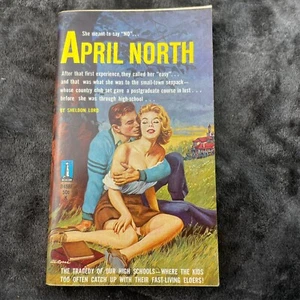 She meant to say "NO"...
APRIL NORTH
After that first experience, they called her "easy"...
and that was what she was to the small-town sexpack—
whose country club set gave a postgraduate course in lust...
before she was through high school...
BY SHELDON LORD
THE TRAGEDY OF OUR HIGH SCHOOLS—WHERE THE KIDS
TOO OFTEN CATCH UP WITH THEIR FAST-LIVING ELDERS!